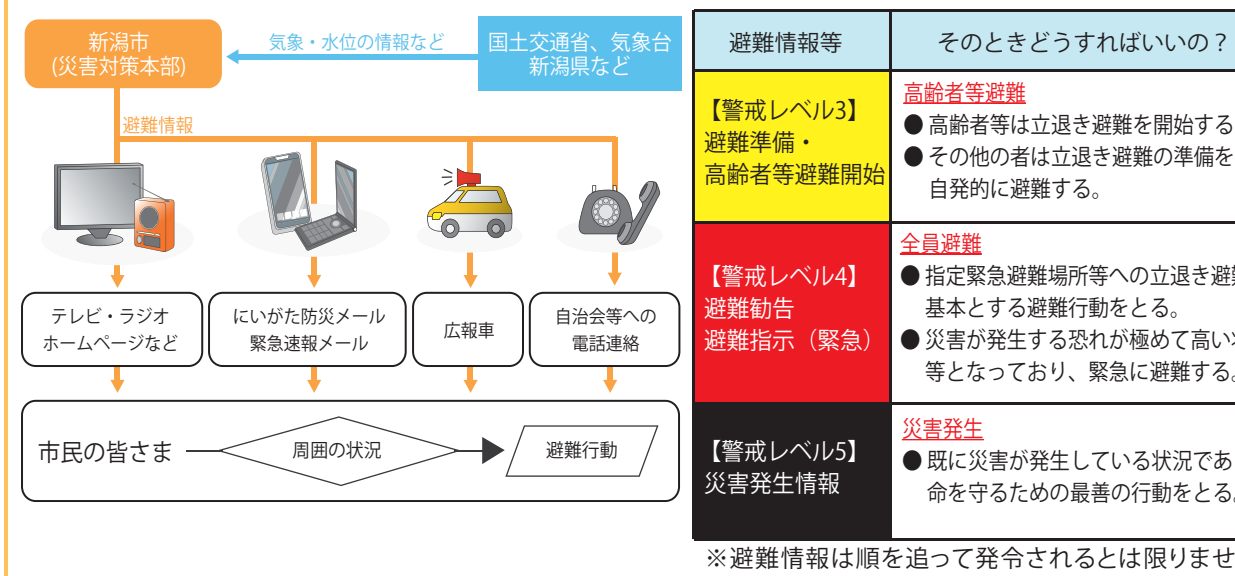 新潟市
(災害対策本部)
気象・水位の情報など
国土交通省、気象台
新潟県など
避難情報
テレビ・ラジオ
ホームページなど
にいがた防災メール
緊急速報メール
広報車
自治会等への
電話連絡
市民の皆さま
周囲の状況
避難行動
避難情報等
そのときどうすればいいの？
【警戒レベル3】
避難準備・
高齢者等避難開始
高齢者等避難
● 高齢者等は立退き避難を開始する
● その他の者は立退き避難の準備を
自発的に避難する。
【警戒レベル4】
避難勧告
避難指示（緊急）
全員避難
● 指定緊急避難場所等への立退き避
基本とする避難行動をとる。
● 災害が発生する恐れが極めて高い
等となっており、緊急に避難する。
【警戒レベル5】
災害発生情報
災害発生
● 既に災害が発生している状況であ
命を守るための最善の行動をとる。
※避難情報は順を追って発令されるとは限りませ